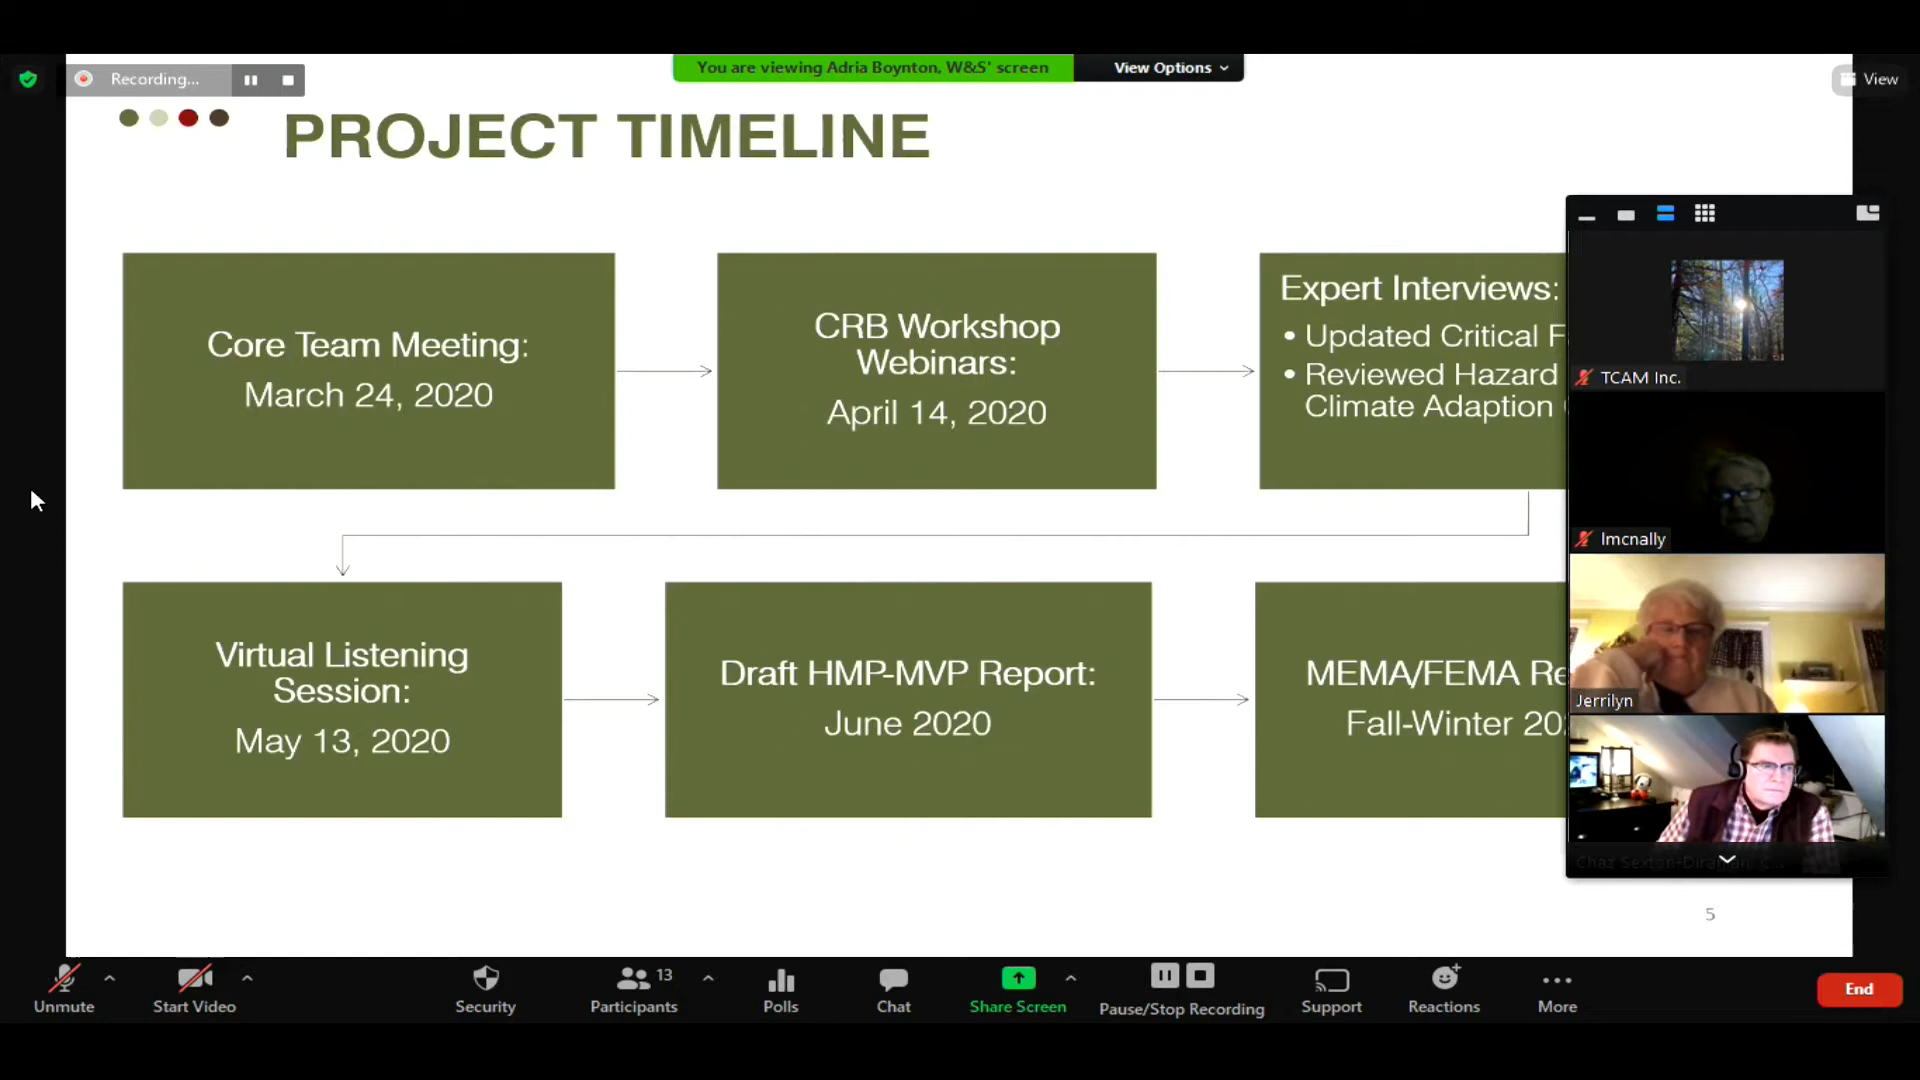 Recording...
You are viewing Adria Boynton, W&S' screen
View Options
View
PROJECT TIMELINE
Core Team Meeting:
March 24, 2020
CRB Workshop
Webinars:
April 14, 2020
Expert Interviews:
• Updated Critical
• Reviewed Hazard
Climate Adaption
Virtual Listening
Session:
May 13, 2020
Draft HMP-MVP Report:
June 2020
MEMA/FEMA
Fall-Winter
TCAM Inc.
lmcnally
Jerrilyn
Chaz Sexton-Diranian
5
Unmute
Start Video
Security
13
Participants
Polls
Chat
Share Screen
Pause/Stop Recording
Support
Reactions
More
End